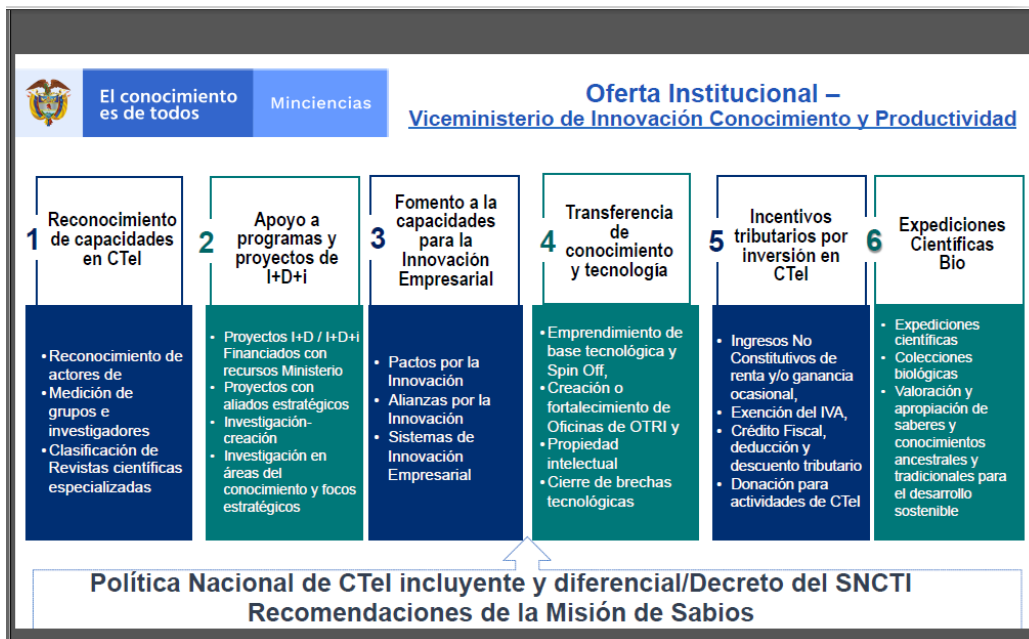 El conocimiento
es de todos
Minciencias
Oferta Institucional –
Viceministerio de Innovación Conocimiento y Productividad
1
Reconocimiento
de capacidades
en CTeI
• Reconocimiento de
actores de
• Medición de
grupos e
investigadores
• Clasificación de
Revistas científicas
especializadas
2
Apoyo a
programas y
proyectos de
I+D+i
• Proyectos I+D / I+D+i
Financiados con
recursos Ministerio
• Proyectos con
aliados estratégicos
• Investigación-
creación
• Investigación en
áreas del
conocimiento y focos
estratégicos
3
Fomento a la
capacidades
para la
Innovación
Empresarial
• Pactos por la
Innovación
• Alianzas por la
Innovación
• Sistemas de
Innovación
Empresarial
4
Transferencia
de
conocimiento
y tecnología
• Emprendimiento de
base tecnológica y
Spin Off,
• Creación o
fortalecimiento de
Oficinas de OTRI y
• Propiedad
intelectual
• Cierre de brechas
tecnológicas
5
Incentivos
tributarios por
inversión en
CTeI
• Ingresos No
Constitutivos de
renta y/o ganancia
ocasional,
• Exención del IVA,
• Crédito Fiscal,
deducción y
descuento tributario
• Donación para
actividades de CTeI
6
Expediciones
Científicas
Bio
• Expediciones
científicas
• Colecciones
biológicas
• Valoración y
apropiación de
saberes y
conocimientos
ancestrales y
tradicionales para
el desarrollo
sostenible
Política Nacional de CTeI incluyente y diferencial/Decreto del SNCTI
Recomendaciones de la Misión de Sabios